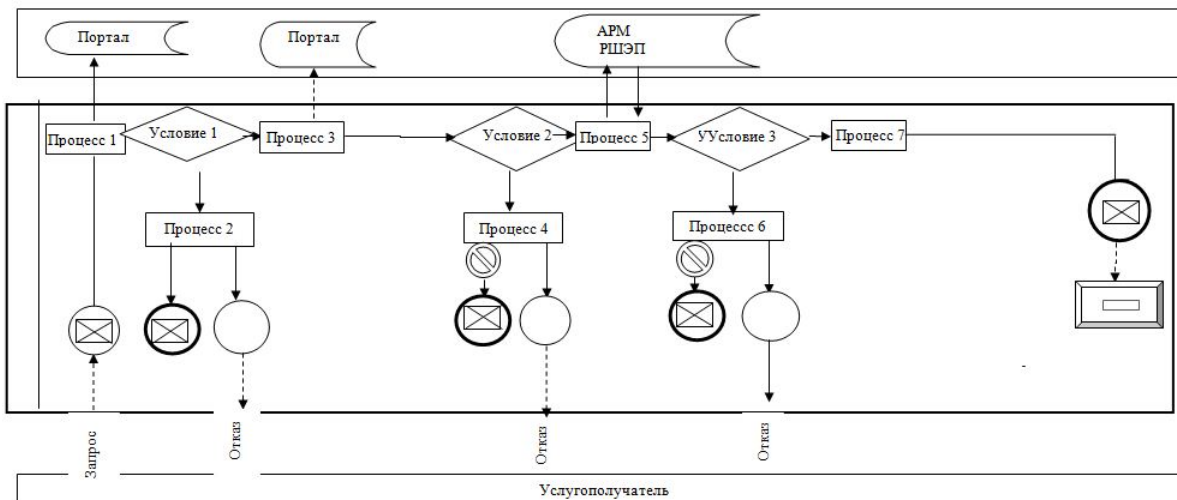 Портал
Портал
АРМ
РШЭП
Процесс 1
Условие 1
Процесс 3
Условие 2
Процесс 5
УУсловие 3
Процесс 7
Процесс 2
Процесс 4
Процессс 6
Запрос
Отказ
Отказ
Отказ
Услугополучатель